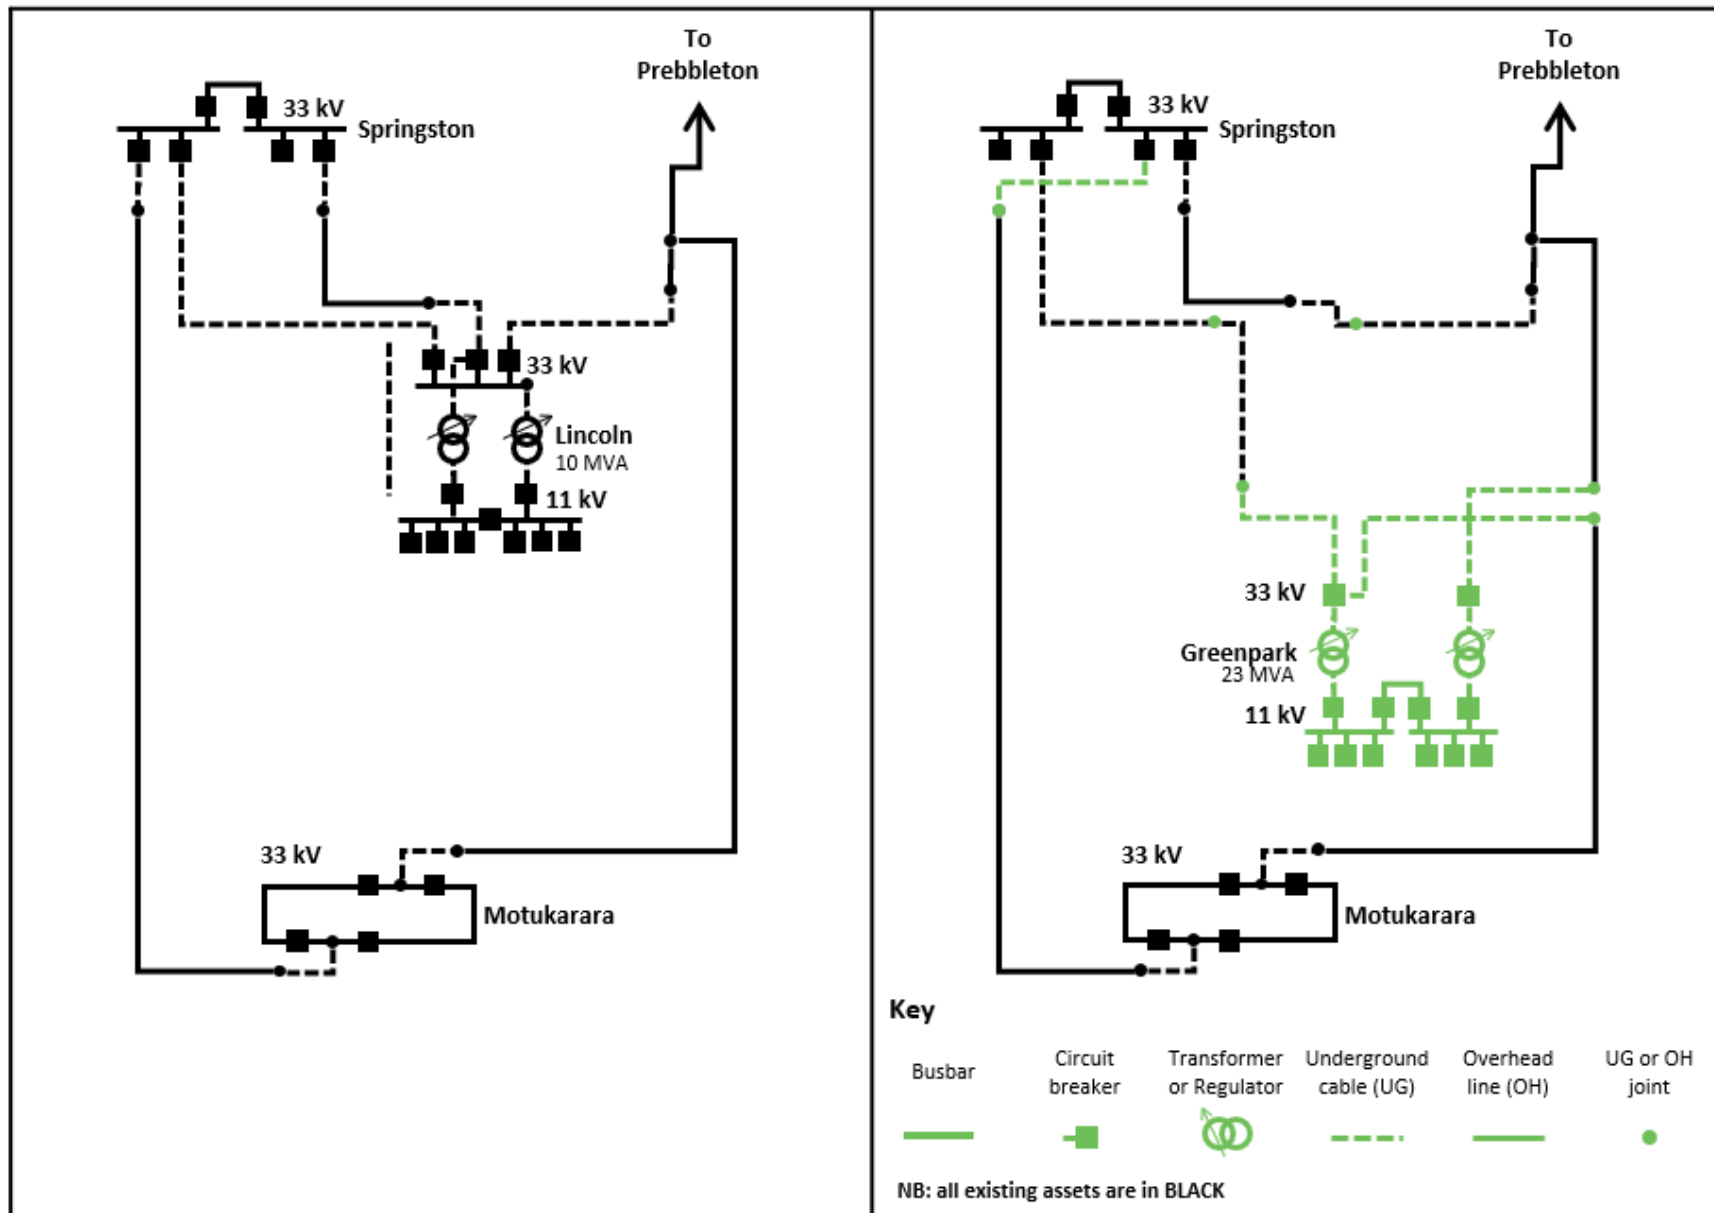 To
Prebbleton
33 kV
Springston
33 kV
Lincoln
10 MVA
11 kV
33 kV
Motukarara
To
Prebbleton
33 kV
Springston
33 kV
Greenpark
23 MVA
11 kV
33 kV
Motukarara
Key
Busbar
Circuit
breaker
Transformer
or Regulator
Underground
cable (UG)
Overhead
line (OH)
UG or OH
joint
NB: all existing assets are in BLACK